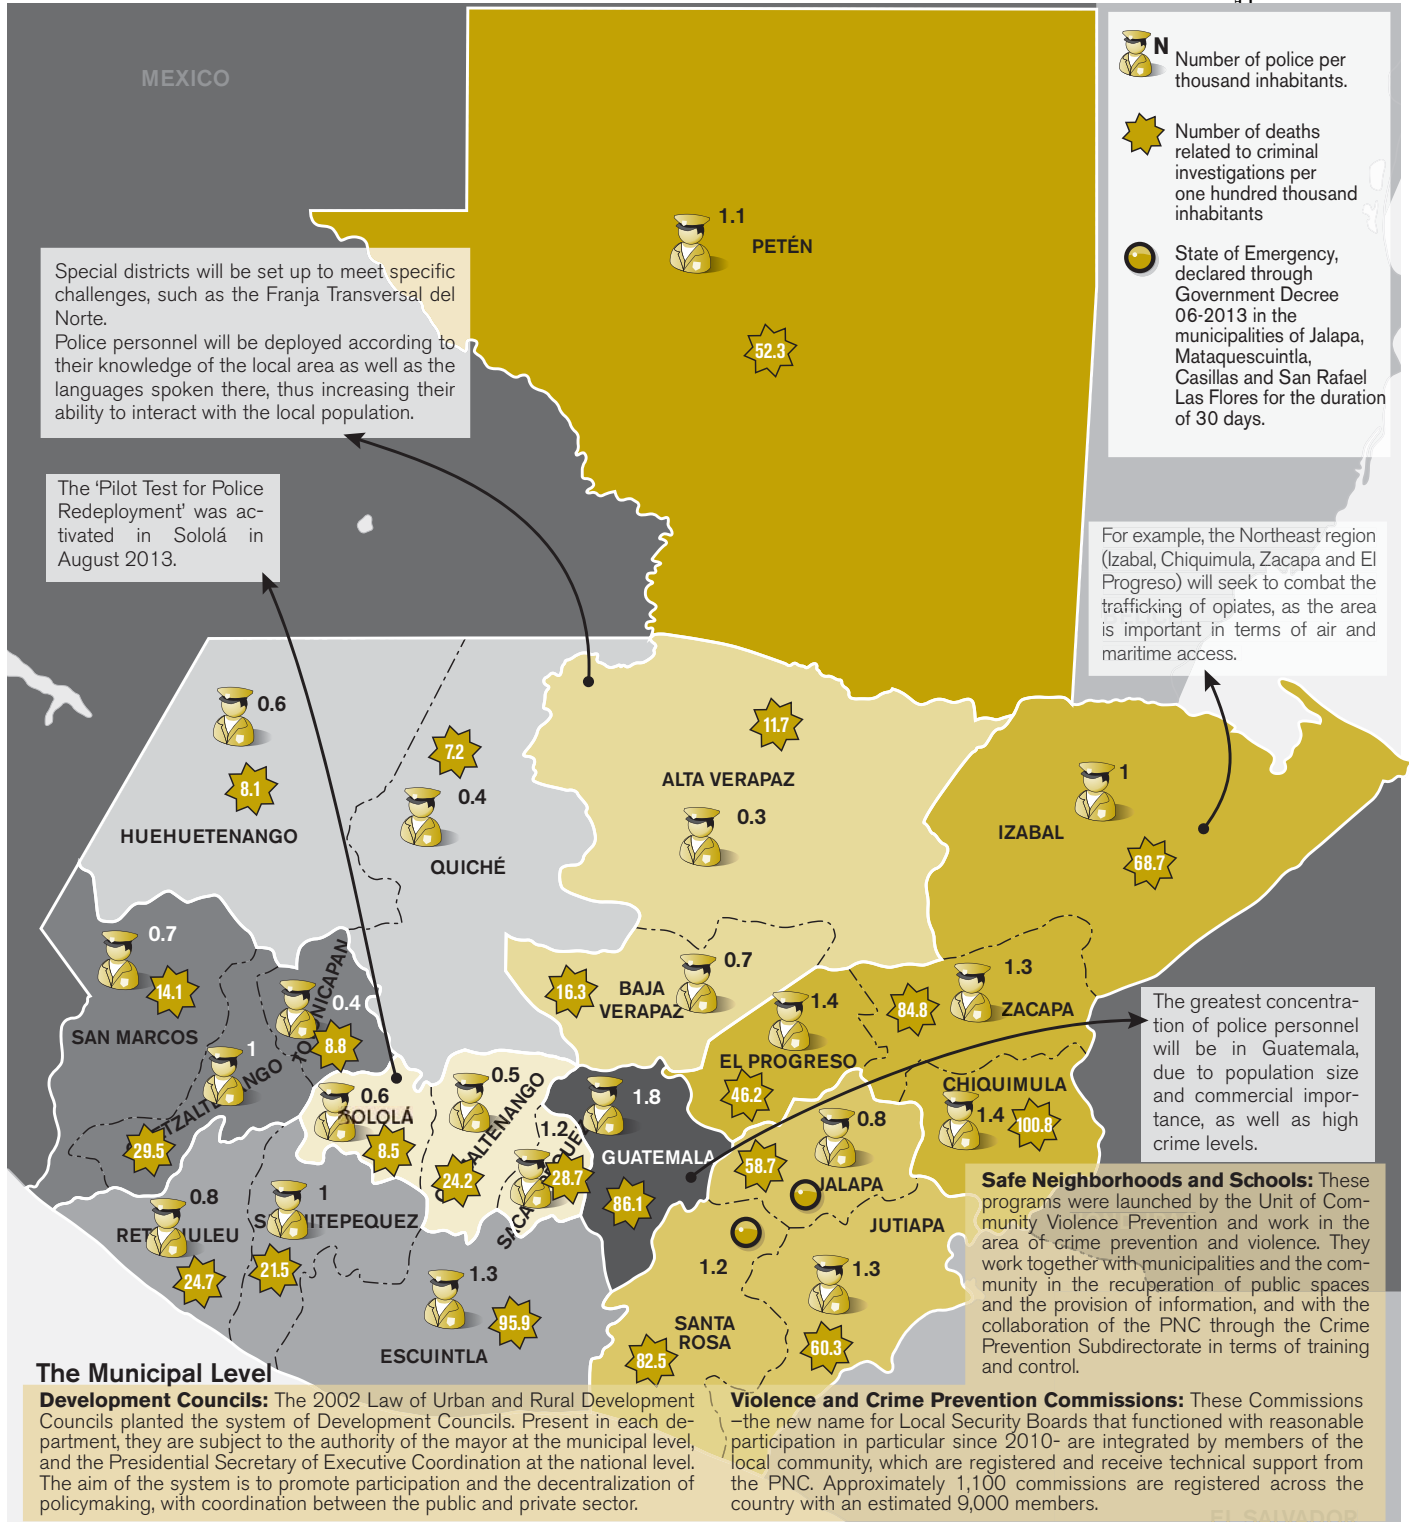 MEXICO
N
Number of police per
thousand inhabitants.
Number of deaths
related to criminal
investigations per
one hundred thousand
inhabitants
State of Emergency,
declared through
Government Decree
06-2013 in the
municipalities of Jalapa,
Mataquescuintla,
Casillas and San Rafael
Las Flores for the duration
of 30 days.
1.1
PETÉN
52.3
Special districts will be set up to meet specific
challenges, such as the Franja Transversal del
Norte.
Police personnel will be deployed according to
their knowledge of the local area as well as the
languages spoken there, thus increasing their
ability to interact with the local population.
The ‘Pilot Test for Police
Redeployment’ was ac-
tivated in Sololá in
August 2013.
For example, the Northeast region
(Izabal, Chiquimula, Zacapa and El
Progreso) will seek to combat the
trafficking of opiates, as the area
is important in terms of air and
maritime access.
0.6
8.1
HUEHUETENANGO
7.2
0.4
QUICHÉ
11.7
ALTA VERAPAZ
0.3
1
IZABAL
68.7
0.7
14.1
SAN MARCOS
0.4
8.8
1
29.5
16.3
BAJA
VERAPAZ
0.7
1.4
EL PROGRESO
46.2
1.3
84.8
ZACAPA
CHIQUIMULA
1.4
100.8
The greatest concentra-
tion of police personnel
will be in Guatemala,
due to population size
and commercial impor-
tance, as well as high
crime levels.
0.6
SOLOLÁ
8.5
0.5
24.2
1.2
28.7
1.8
GUATEMALA
86.1
58.7
0.8
JALAPA
JUTIAPA
1.3
60.3
1.2
SANTA
ROSA
82.5
0.8
24.7
1
21.5
1.3
95.9
ESCUINTLA
Safe Neighborhoods and Schools: These
programs were launched by the Unit of Com-
munity Violence Prevention and work in the
area of crime prevention and violence. They
work together with municipalities and the com-
munity in the recuperation of public spaces
and the provision of information, and with the
collaboration of the PNC through the Crime
Prevention Subdirectorate in terms of training
and control.
The Municipal Level
Development Councils: The 2002 Law of Urban and Rural Development
Councils planted the system of Development Councils. Present in each de-
partment, they are subject to the authority of the mayor at the municipal level,
and the Presidential Secretary of Executive Coordination at the national level.
The aim of the system is to promote participation and the decentralization of
policymaking, with coordination between the public and private sector.
Violence and Crime Prevention Commissions: These Commissions
–the new name for Local Security Boards that functioned with reasonable
participation in particular since 2010- are integrated by members of the
local community, which are registered and receive technical support from
the PNC. Approximately 1,100 commissions are registered across the
country with an estimated 9,000 members.
EL SALVADOR